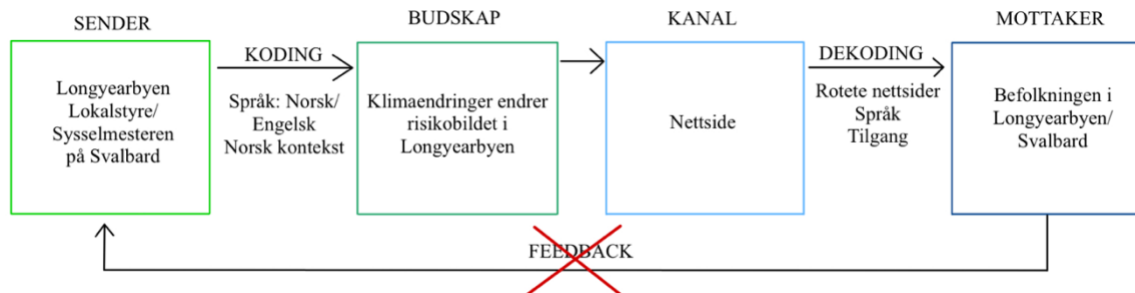 SENDER
BUDSKAP
KANAL
MOTTAKER
KODING
DEKODING
Longyearbyen
Lokalstyre/
Sysselmesteren
på Svalbard
Språk: Norsk/
Engelsk
Norsk kontekst
Klimaendringer endrer
risikobildet i
Longyearbyen
Nettside
Rotete nettsider
Språk
Tilgang
Befolkningen i
Longyearbyen/
Svalbard
FEEDBACK